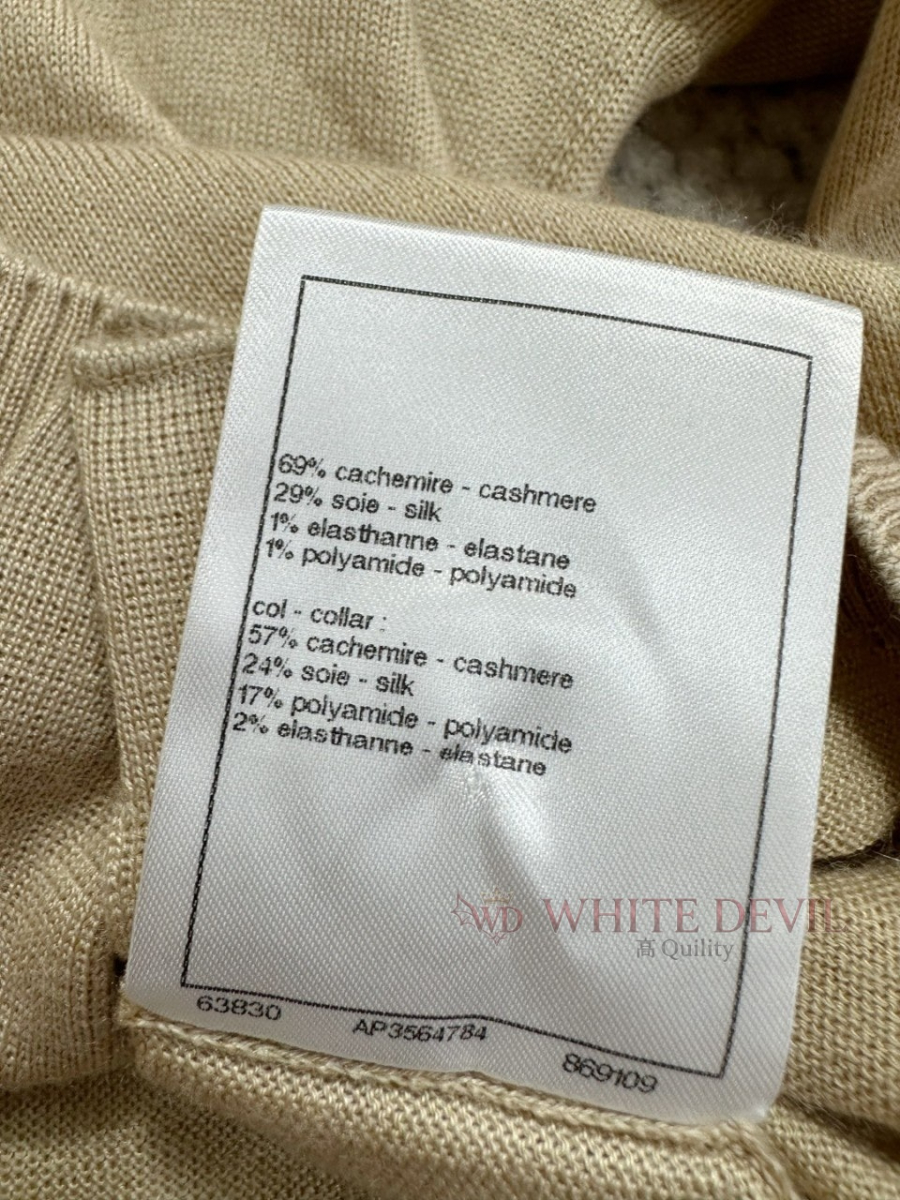 69% cachemire - cashmere
29% soie - silk
1% elasthanne - elastane
1% polyamide - polyamide
col - collar :
57% cachemire - cashmere
24% soie - silk
17% polyamide - polyamide
2% elasthanne - elastane
WD WHITE DEVIL
高 Quility
63830 AP3564784 869109